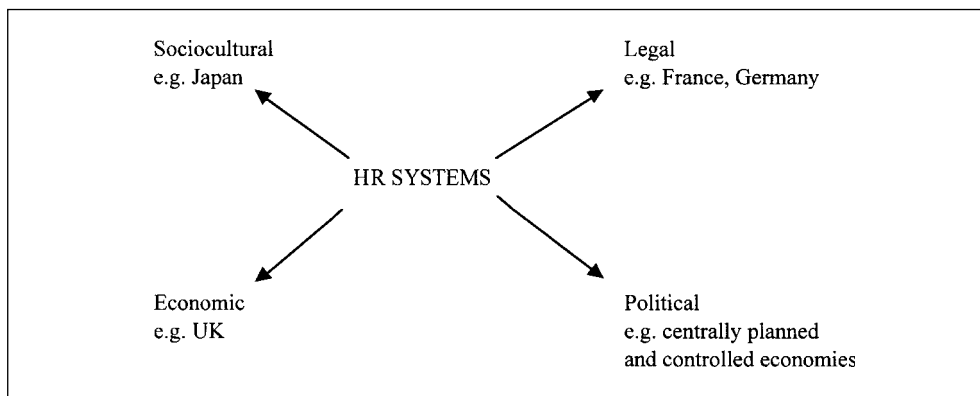 Sociocultural
e.g. Japan
Legal
e.g. France, Germany
HR SYSTEMS
Economic
e.g. UK
Political
e.g. centrally planned
and controlled economies